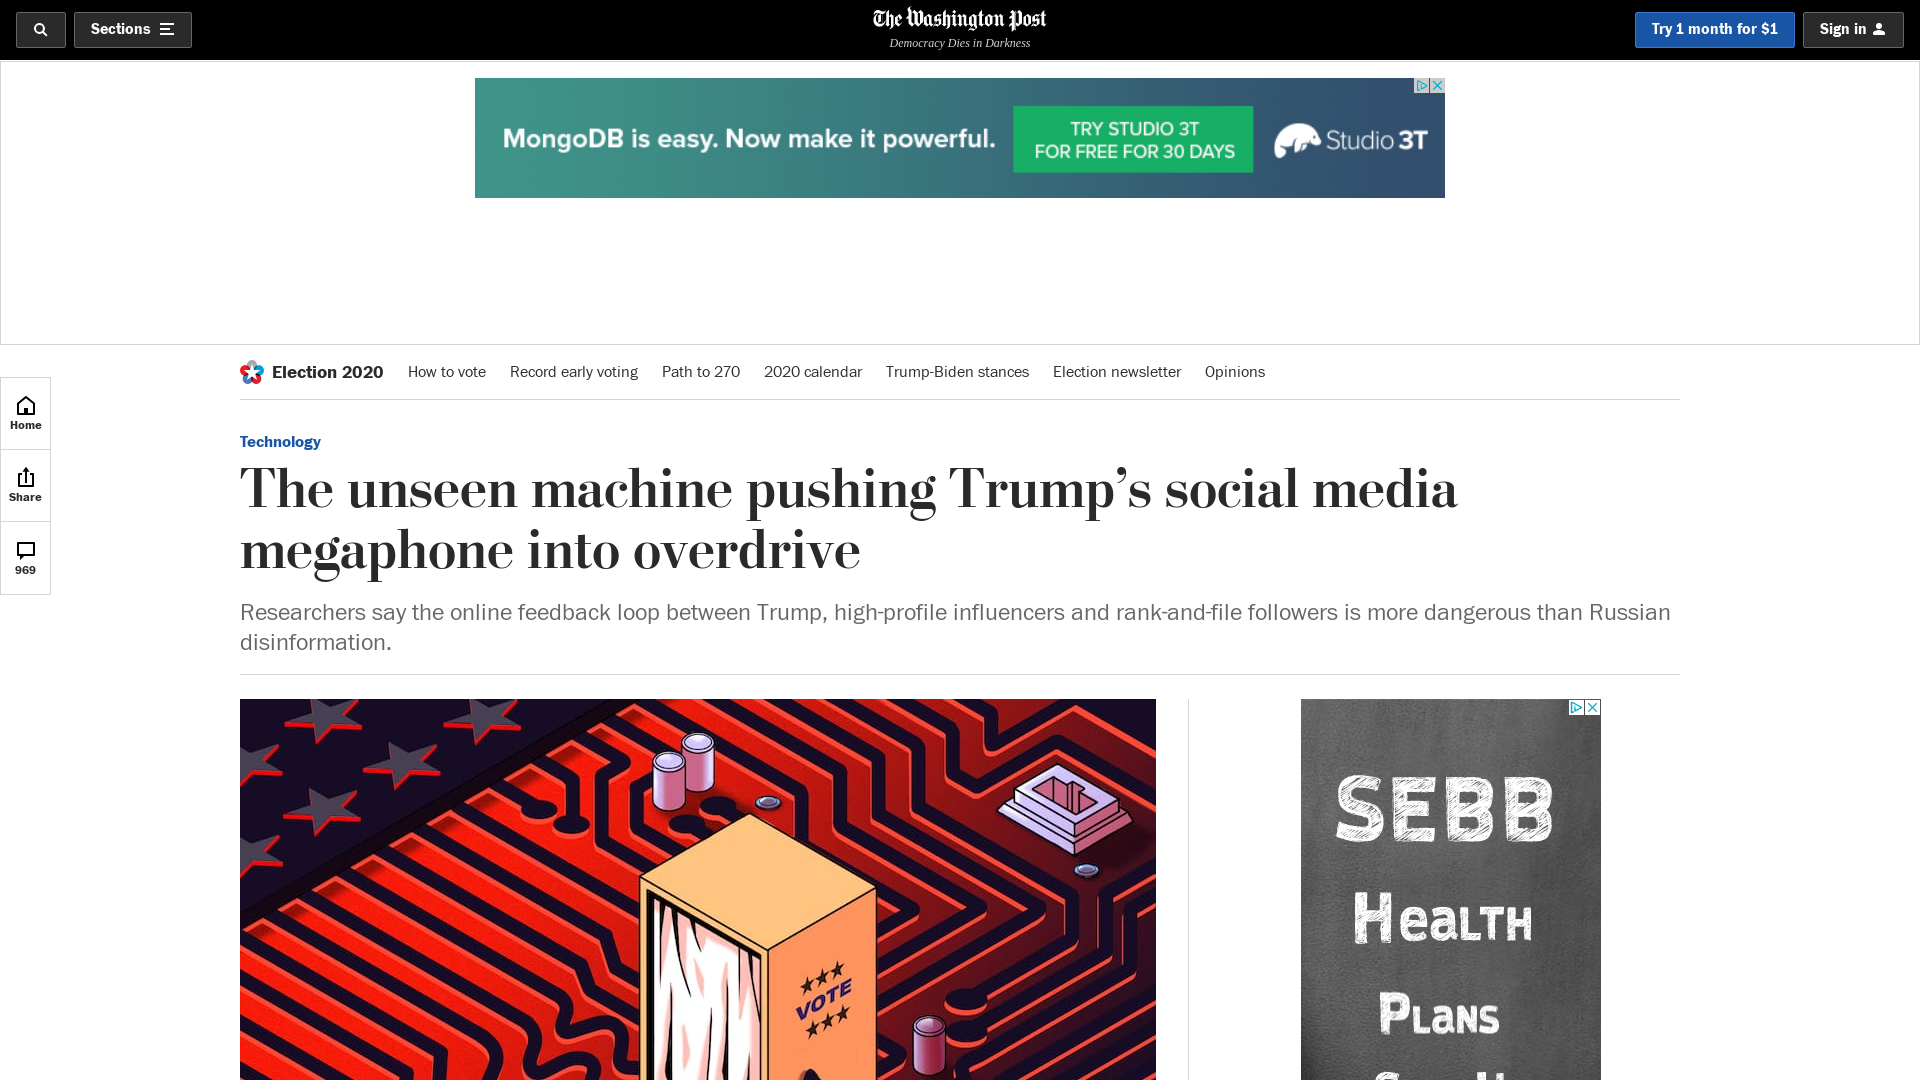 Sections
The Washington Post
Democracy Dies in Darkness
Try 1 month for $1
Sign in
MongoDB is easy. Now make it powerful.
TRY STUDIO 3T
FOR FREE FOR 30 DAYS
Studio 3T
Election 2020
How to vote
Record early voting
Path to 270
2020 calendar
Trump-Biden stances
Election newsletter
Opinions
Home
Share
969
Technology
The unseen machine pushing Trump’s social media
megaphone into overdrive
Researchers say the online feedback loop between Trump, high-profile influencers and rank-and-file followers is more dangerous than Russian
disinformation.
VOTE
SEBB
Health
Plans